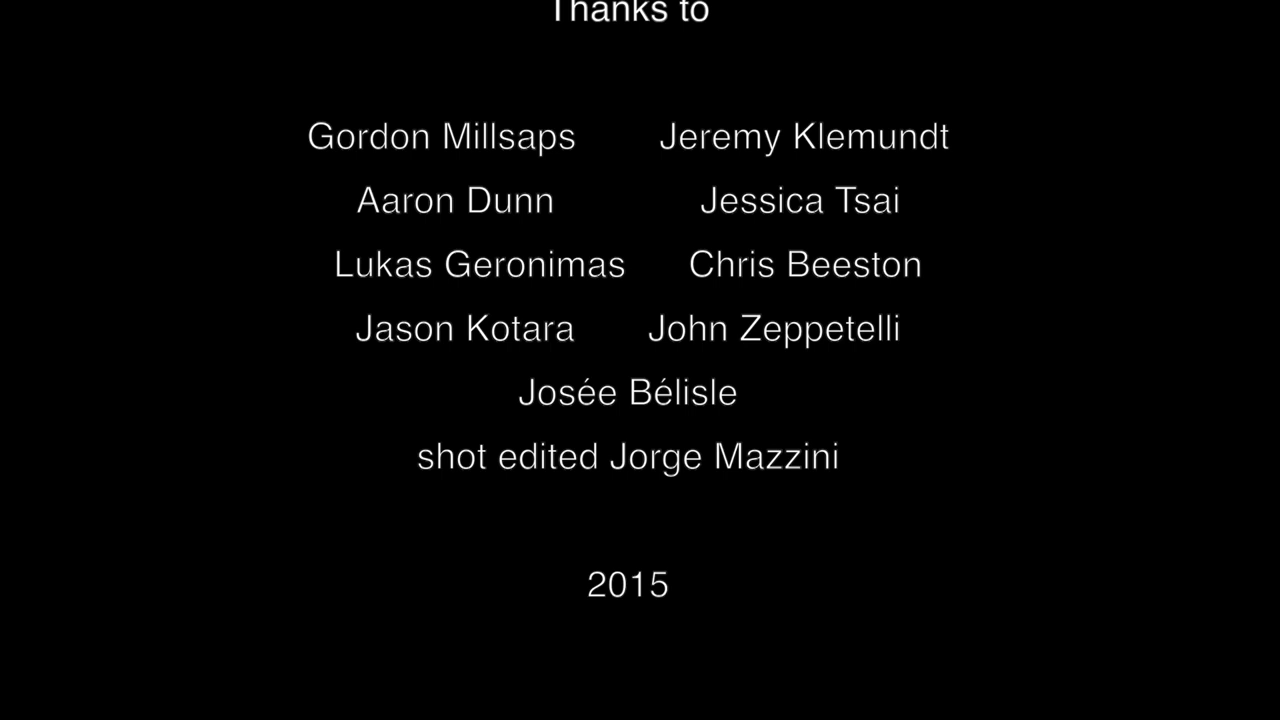 Thanks to
Gordon Millsaps Jeremy Klemundt
Aaron Dunn Jessica Tsai
Lukas Geronimas Chris Beeston
Jason Kotara John Zeppetelli
Josée Bélisle
shot edited Jorge Mazzini
2015